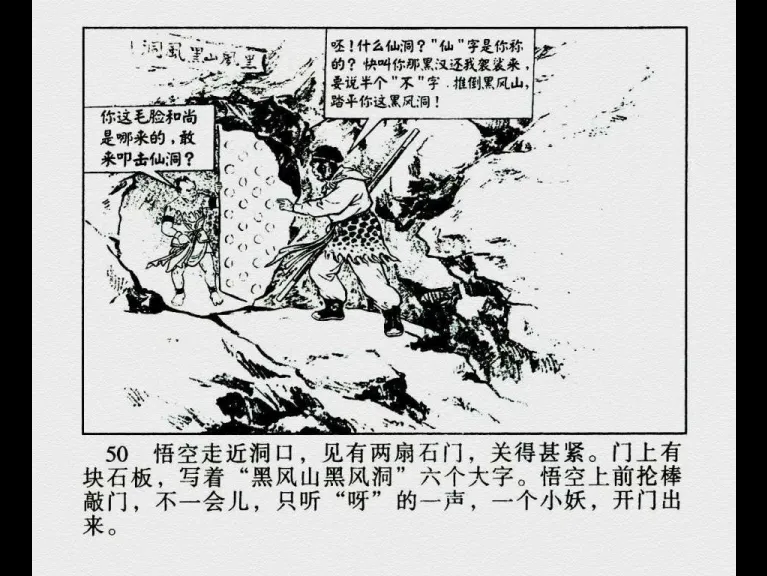 洞風黑山風黑
呸！什么仙洞？“仙”字是你称
的？快叫你那黑汉还我袈裟来，
要说半个“不”字．推倒黑风山，
踏平你这黑风洞！
你这毛脸和尚
是哪来的，敢
来叩击仙洞？
50 悟空走近洞口，见有两扇石门，关得甚紧。门上有
块石板，写着“黑风山黑风洞”六个大字。悟空上前抡棒
敲门，不一会儿，只听“呀”的一声，一个小妖，开门出
来。